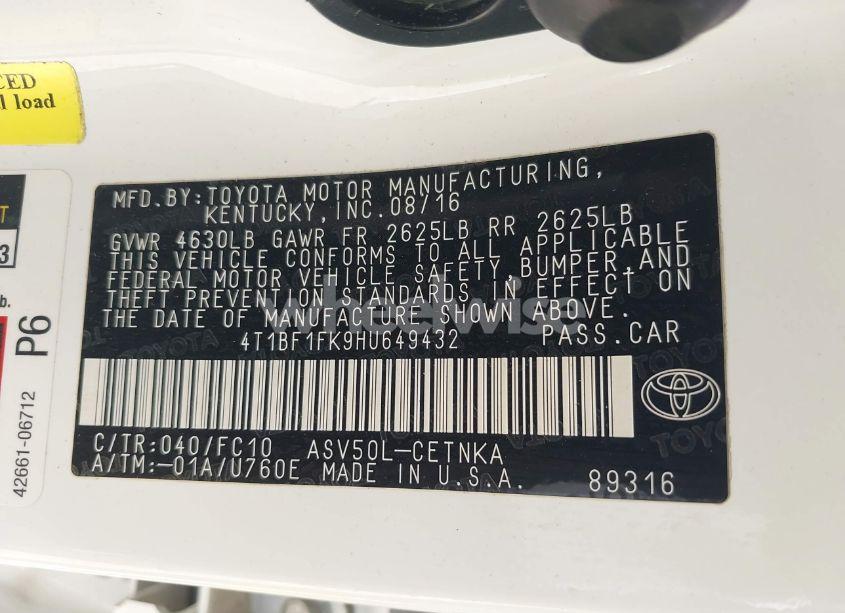 CED
l load
T
3
b.
P6
42661-06712
MFD.BY:TOYOTA MOTOR MANUFACTURING,
KENTUCKY,INC.08/16
GVWR 4630LB GAWR FR 2625LB RR 2625LB
THIS VEHICLE CONFORMS TO ALL APPLICABLE
FEDERAL MOTOR VEHICLE SAFETY,BUMPER,AND
THEFT PREVENTION STANDARDS IN EFFECT ON
THE DATE OF MANUFACTURE SHOWN ABOVE.
4T1BF1FK9HU649432 PASS.CAR
C/TR:040/FC10 ASV50L-CETNKA
A/TM:-01A/U760E MADE IN U.S.A.
89316
wheelwise